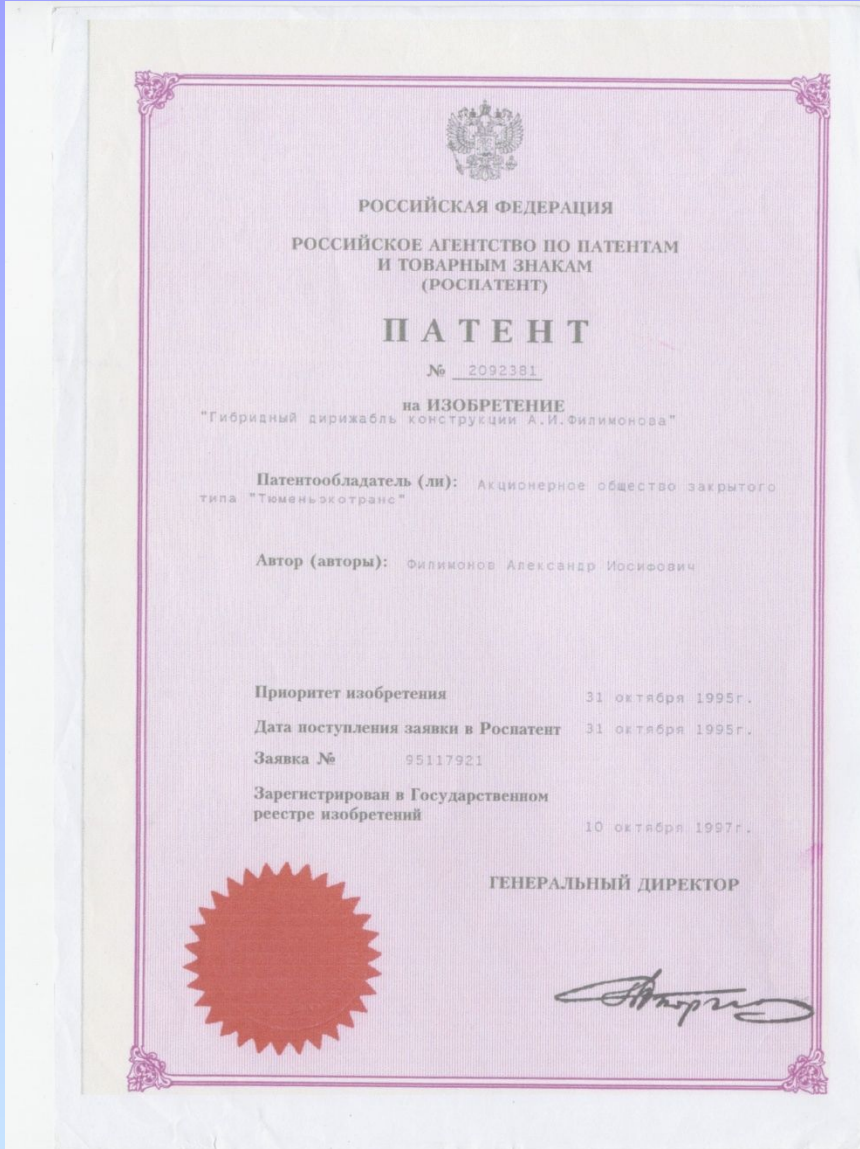 РОССИЙСКАЯ ФЕДЕРАЦИЯ
РОССИЙСКОЕ АГЕНТСТВО ПО ПАТЕНТАМ
И ТОВАРНЫМ ЗНАКАМ
(РОСПАТЕНТ)
ПАТЕНТ
№ 2092381
на ИЗОБРЕТЕНИЕ
"Гибридный дирижабль конструкции А.И.Филимонова"
Патентообладатель (ли): Акционерное общество закрытого
типа "Тюменьэкотранс"
Автор (авторы): Филимонов Александр Иосифович
Приоритет изобретения 31 октября 1995г.
Дата поступления заявки в Роспатент 31 октября 1995г.
Заявка № 95117921
Зарегистрирован в Государственном
реестре изобретений
10 октября 1997г.
ГЕНЕРАЛЬНЫЙ ДИРЕКТОР